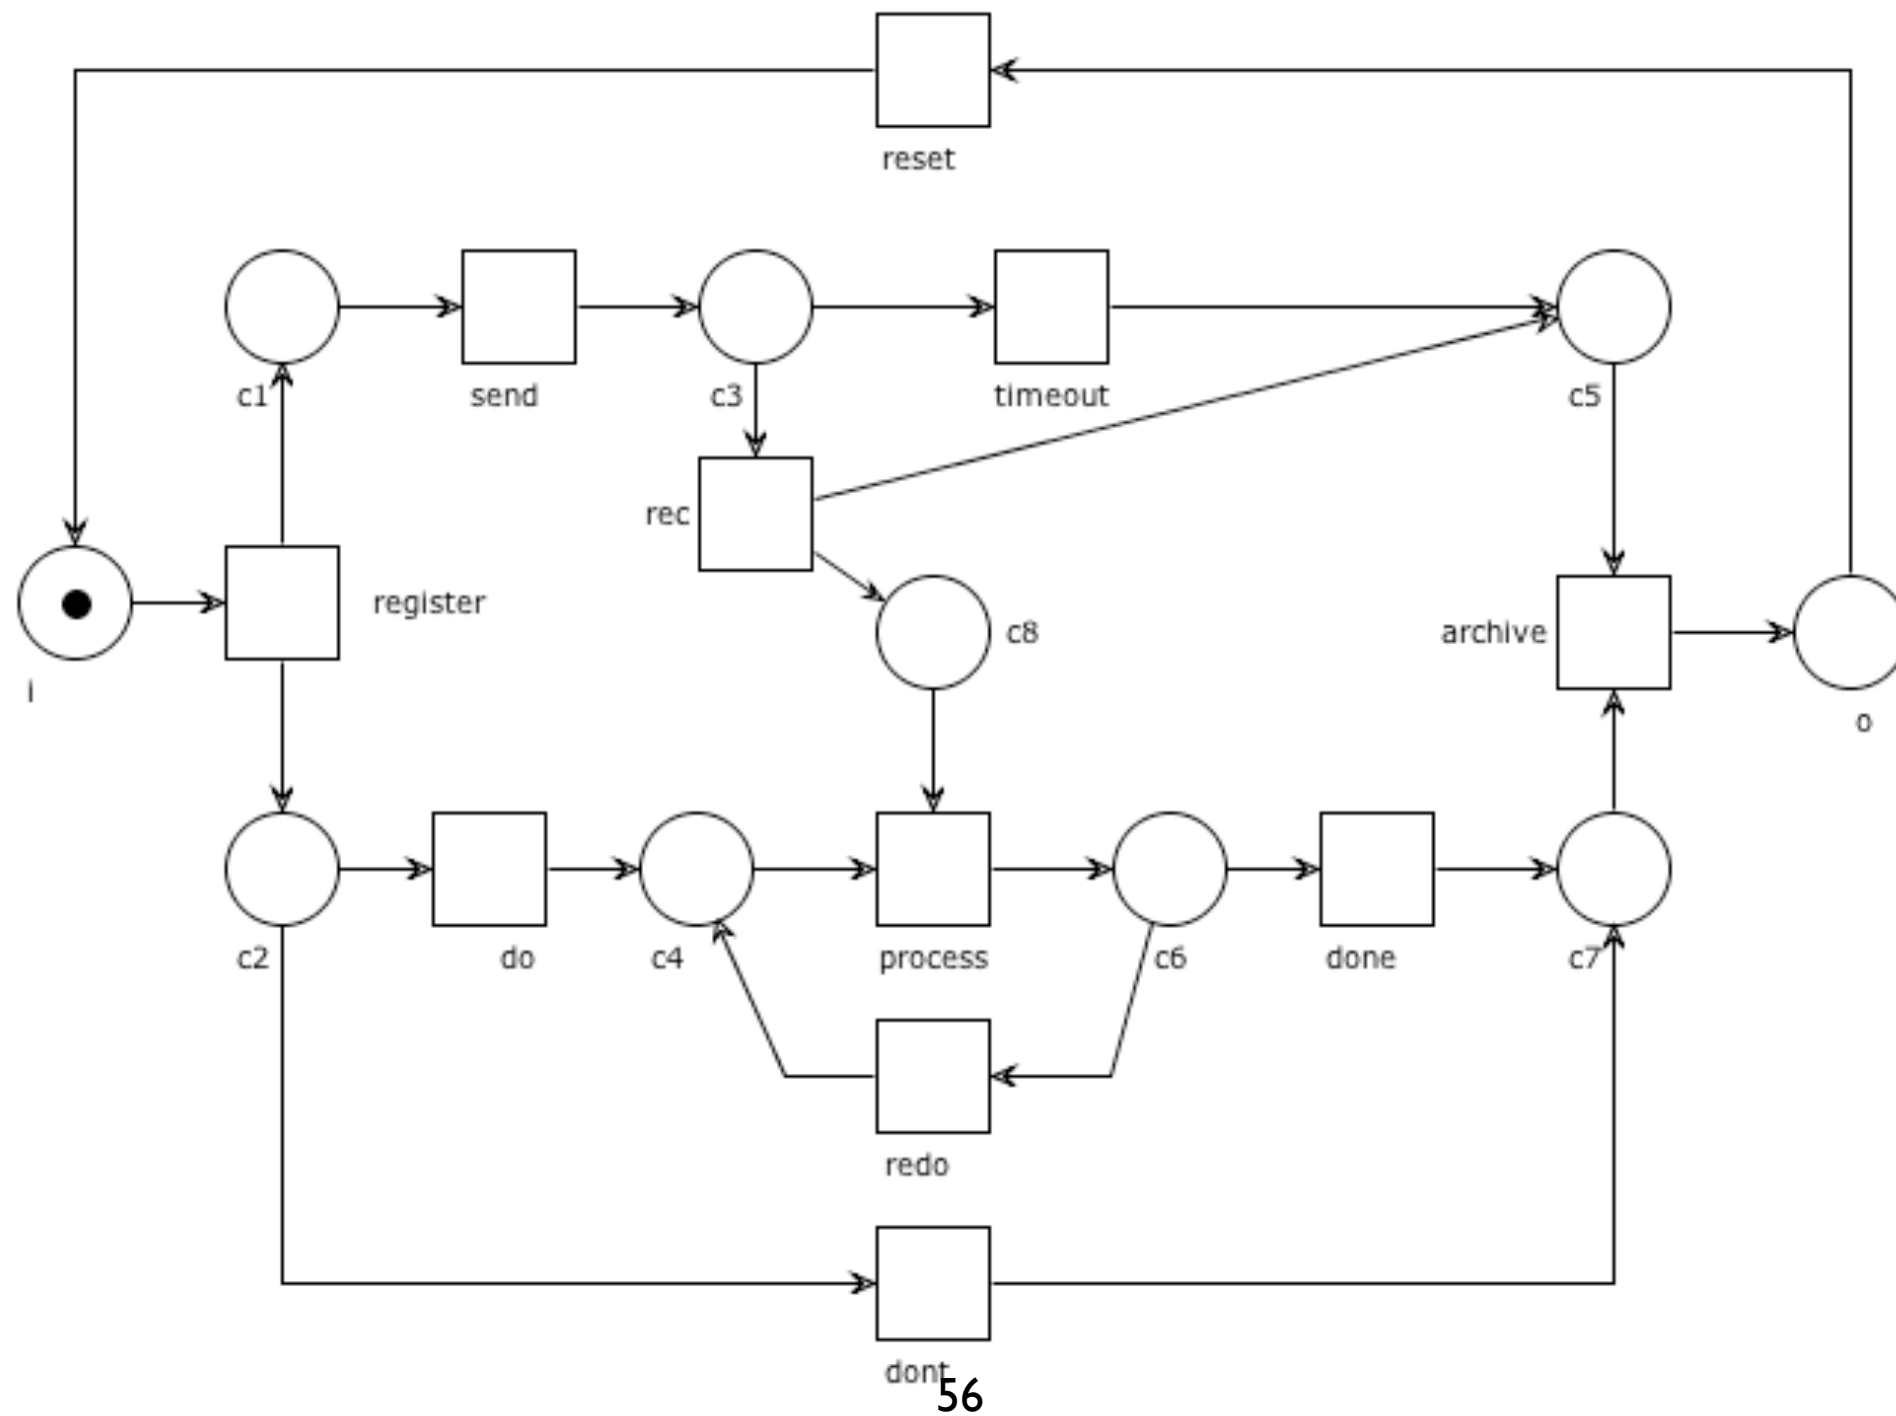 reset
c1
send
c3
timeout
c5
rec
register
c8
archive
i
o
c2
do
c4
process
c6
done
c7
redo
dont
56